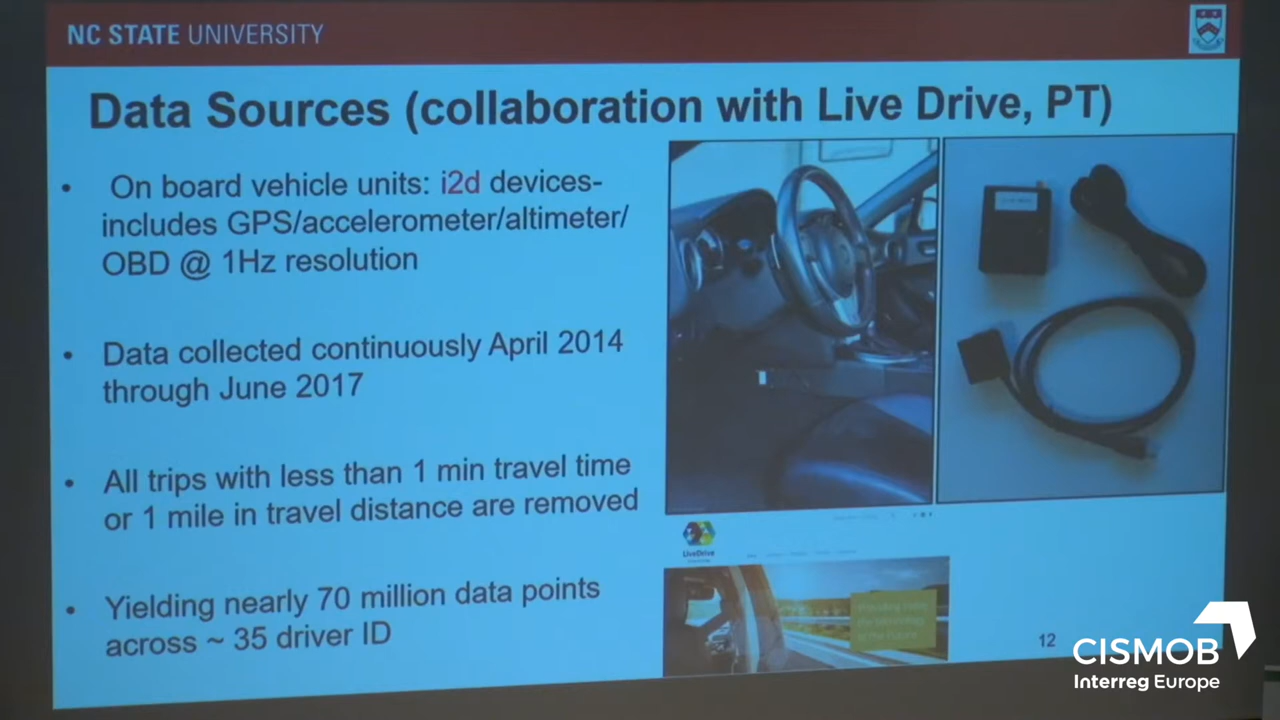 NC STATE UNIVERSITY
Data Sources (collaboration with Live Drive, PT)
• On board vehicle units: i2d devices-
includes GPS/accelerometer/altimeter/
OBD @ 1Hz resolution
• Data collected continuously April 2014
through June 2017
• All trips with less than 1 min travel time
or 1 mile in travel distance are removed
• Yielding nearly 70 million data points
across ~ 35 driver ID
LiveDrive
12
CISMOB
Interreg Europe